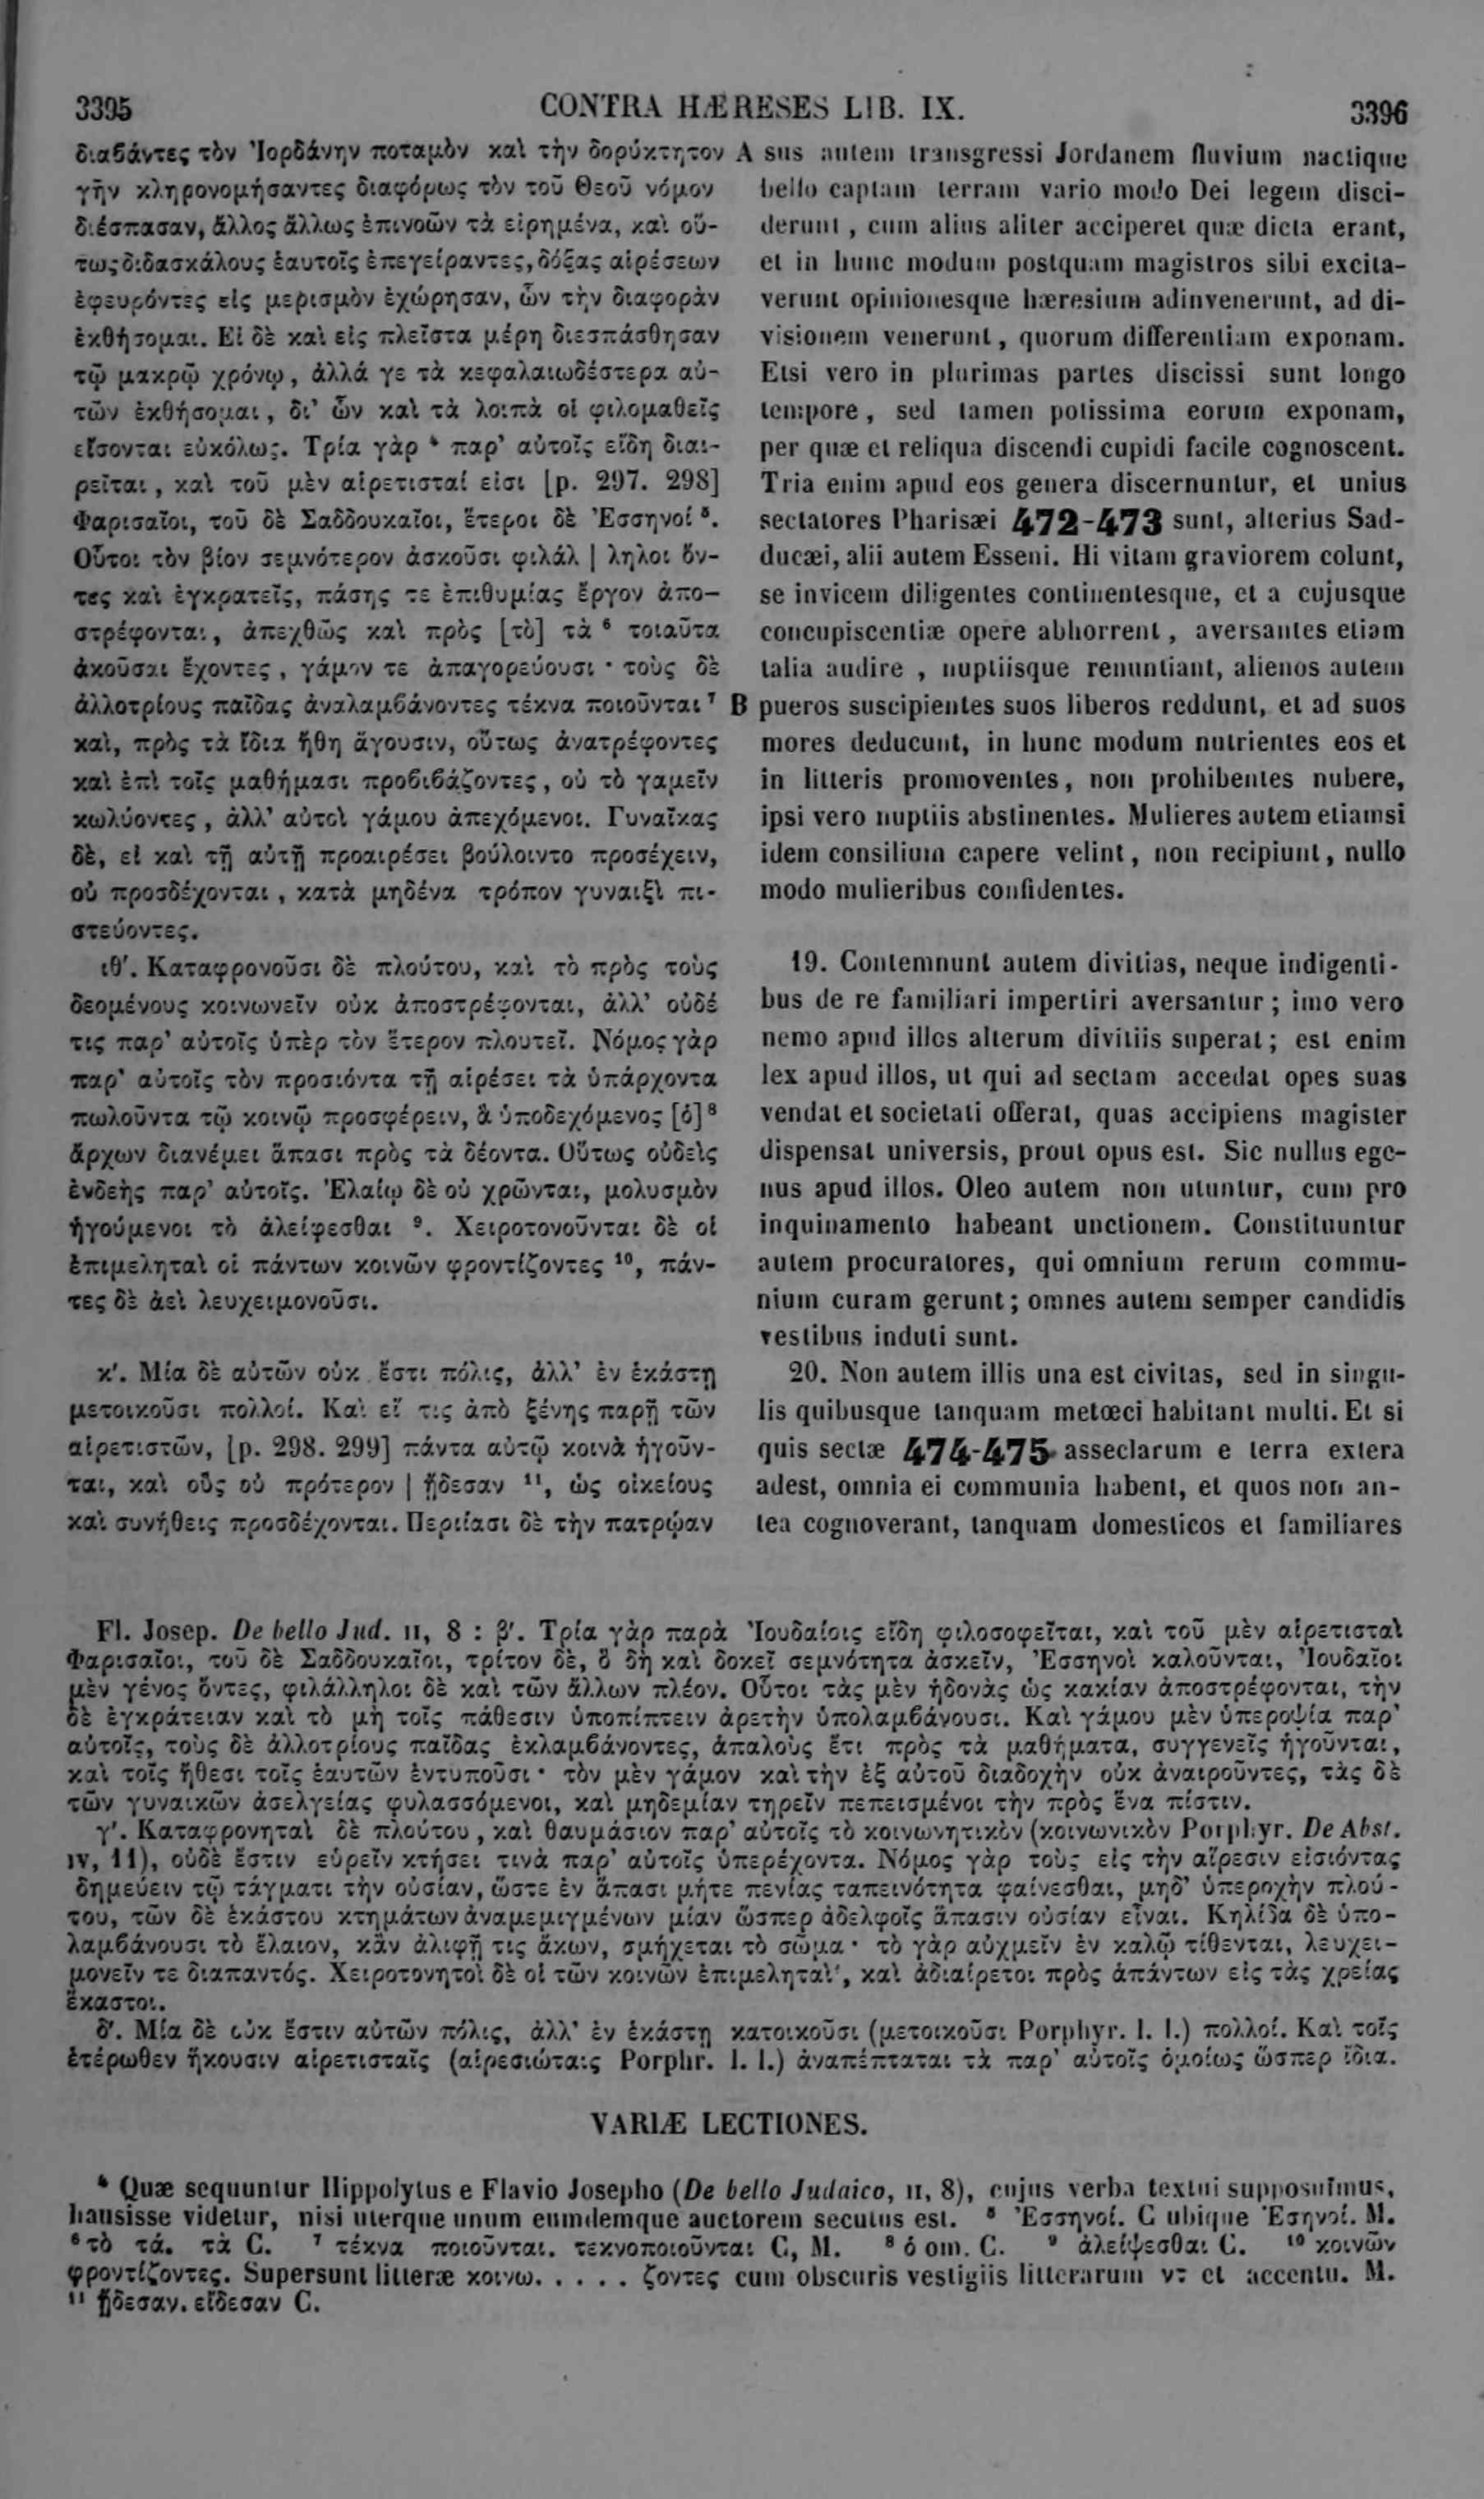 3395
CONTRA HÆRESES LIB. IX.
3396
διαβάντες τὸν Ἰορδάνην ποταμὸν καὶ τὴν δορύκτητον
γῆν κληρονομήσαντες διαφόρως τὸν τοῦ Θεοῦ νόμον
διέσπασαν, ἄλλος ἄλλως ἐπινοῶν τὰ εἰρημένα, καὶ οὕ-
τως διδασκάλους ἑαυτοῖς ἐπεγείραντες, δόξας αἱρέσεων
ἐφευρόντες εἰς μερισμὸν ἐχώρησαν, ὧν τὴν διαφορὰν
ἐκθήσομαι. Εἰ δὲ καὶ εἰς πλεῖστα μέρη διεσπάσθησαν
τῷ μακρῷ χρόνῳ, ἀλλά γε τὰ κεφαλαιωδέστερα αὐ-
τῶν ἐκθήσομαι, δι' ὧν καὶ τὰ λοιπὰ οἱ φιλομαθεῖς
εἴσονται εὐκόλως. Τρία γὰρ ⁴ παρ' αὐτοῖς εἴδη διαι-
ρεῖται, καὶ τοῦ μὲν αἱρετισταί εἰσι [p. 297. 298]
Φαρισαῖοι, τοῦ δὲ Σαδδουκαῖοι, ἕτεροι δὲ Ἐσσηνοί ⁵.
Οὗτοι τὸν βίον σεμνότερον ἀσκοῦσι φιλάλ | ληλοι ὄν-
τες καὶ ἐγκρατεῖς, πάσης τε ἐπιθυμίας ἔργον ἀπο-
στρέφονται, ἀπεχθῶς καὶ πρὸς [τὸ] τὰ ⁶ τοιαῦτα
ἀκοῦσαι ἔχοντες, γάμον τε ἀπαγορεύουσι · τοὺς δὲ
ἀλλοτρίους παῖδας ἀναλαμβάνοντες τέκνα ποιοῦνται ⁷
καὶ, πρὸς τὰ ἴδια ἤθη ἄγουσιν, οὕτως ἀνατρέφοντες
καὶ ἐπὶ τοῖς μαθήμασι προβιβάζοντες, οὐ τὸ γαμεῖν
κωλύοντες, ἀλλ' αὐτοὶ γάμου ἀπεχόμενοι. Γυναῖκας
δὲ, εἰ καὶ τῇ αὐτῇ προαιρέσει βούλοιντο προσέχειν,
οὐ προσδέχονται, κατὰ μηδένα τρόπον γυναιξὶ πι-
στεύοντες.
ιθ'. Καταφρονοῦσι δὲ πλούτου, καὶ τὸ πρὸς τοὺς
δεομένους κοινωνεῖν οὐκ ἀποστρέφονται, ἀλλ' οὐδέ
τις παρ' αὐτοῖς ὑπὲρ τὸν ἕτερον πλουτεῖ. Νόμος γὰρ
παρ' αὐτοῖς τὸν προσιόντα τῇ αἱρέσει τὰ ὑπάρχοντα
πωλοῦντα τῷ κοινῷ προσφέρειν, ἃ ὑποδεχόμενος [ὁ] ⁸
ἄρχων διανέμει ἅπασι πρὸς τὰ δέοντα. Οὕτως οὐδεὶς
ἐνδεὴς παρ' αὐτοῖς. Ἐλαίῳ δὲ οὐ χρῶνται, μολυσμὸν
ἡγούμενοι τὸ ἀλείφεσθαι ⁹. Χειροτονοῦνται δὲ οἱ
ἐπιμεληταὶ οἱ πάντων κοινῶν φροντίζοντες ¹⁰, πάν-
τες δὲ ἀεὶ λευχειμονοῦσι.
κ'. Μία δὲ αὐτῶν οὐκ ἔστι πόλις, ἀλλ' ἐν ἑκάστῃ
μετοικοῦσι πολλοί. Καὶ εἴ τις ἀπὸ ξένης παρῇ τῶν
αἱρετιστῶν, [p. 298. 299] πάντα αὐτῷ κοινὰ ἡγοῦν-
ται, καὶ οὓς οὐ πρότερον | ᾔδεσαν ¹¹, ὡς οἰκείους
καὶ συνήθεις προσδέχονται. Περιίασι δὲ τὴν πατρῴαν
A sus autem transgressi Jordanem fluvium nactique
bello captam terram vario modo Dei legem disci-
derunt, cum alius aliter acciperet quæ dicta erant,
et in hunc modum postquam magistros sibi excita-
verunt opinionesque hæresium adinvenerunt, ad di-
visionem venerunt, quorum differentiam exponam.
Etsi vero in plurimas partes discissi sunt longo
tempore, sed tamen potissima eorum exponam,
per quæ et reliqua discendi cupidi facile cognoscent.
Tria enim apud eos genera discernuntur, et unius
sectatores Pharisæi 472-473 sunt, alterius Sad-
ducæi, alii autem Esseni. Hi vitam graviorem colunt,
se invicem diligentes continentesque, et a cujusque
concupiscentiæ opere abhorrent, aversantes etiam
talia audire, nuptiisque renuntiant, alienos autem
B pueros suscipientes suos liberos reddunt, et ad suos
mores deducunt, in hunc modum nutrientes eos et
in litteris promoventes, non prohibentes nubere,
ipsi vero nuptiis abstinentes. Mulieres autem etiamsi
idem consilium capere velint, non recipiunt, nullo
modo mulieribus confidentes.
19. Contemnunt autem divitias, neque indigenti-
bus de re familiari impertiri aversantur; imo vero
nemo apud illos alterum divitiis superat; est enim
lex apud illos, ut qui ad sectam accedat opes suas
vendat et societati offerat, quas accipiens magister
dispensat universis, prout opus est. Sic nullus ege-
nus apud illos. Oleo autem non utuntur, cum pro
inquinamento habeant unctionem. Constituuntur
autem procuratores, qui omnium rerum commu-
nium curam gerunt; omnes autem semper candidis
vestibus induti sunt.
20. Non autem illis una est civitas, sed in singu-
lis quibusque tanquam metœci habitant multi. Et si
quis sectæ 474-475 asseclarum e terra extera
adest, omnia ei communia habent, et quos non an-
tea cognoverant, tanquam domesticos et familiares
Fl. Josep. De bello Jud. II, 8 : β'. Τρία γὰρ παρὰ Ἰουδαίοις εἴδη φιλοσοφεῖται, καὶ τοῦ μὲν αἱρετισταὶ
Φαρισαῖοι, τοῦ δὲ Σαδδουκαῖοι, τρίτον δὲ, ὃ δὴ καὶ δοκεῖ σεμνότητα ἀσκεῖν, Ἐσσηνοὶ καλοῦνται, Ἰουδαῖοι
μὲν γένος ὄντες, φιλάλληλοι δὲ καὶ τῶν ἄλλων πλέον. Οὗτοι τὰς μὲν ἡδονὰς ὡς κακίαν ἀποστρέφονται, τὴν
δὲ ἐγκράτειαν καὶ τὸ μὴ τοῖς πάθεσιν ὑποπίπτειν ἀρετὴν ὑπολαμβάνουσι. Καὶ γάμου μὲν ὑπεροψία παρ'
αὐτοῖς, τοὺς δὲ ἀλλοτρίους παῖδας ἐκλαμβάνοντες, ἁπαλοὺς ἔτι πρὸς τὰ μαθήματα, συγγενεῖς ἡγοῦνται,
καὶ τοῖς ἤθεσι τοῖς ἑαυτῶν ἐντυποῦσι · τὸν μὲν γάμον καὶ τὴν ἐξ αὐτοῦ διαδοχὴν οὐκ ἀναιροῦντες, τὰς δὲ
τῶν γυναικῶν ἀσελγείας φυλασσόμενοι, καὶ μηδεμίαν τηρεῖν πεπεισμένοι τὴν πρὸς ἕνα πίστιν.
γ'. Καταφρονηταὶ δὲ πλούτου, καὶ θαυμάσιον παρ' αὐτοῖς τὸ κοινωνητικὸν (κοινωνικὸν Porphyr. De Abst.
IV, 11), οὐδὲ ἔστιν εὑρεῖν κτήσει τινὰ παρ' αὐτοῖς ὑπερέχοντα. Νόμος γὰρ τοὺς εἰς τὴν αἵρεσιν εἰσιόντας
δημεύειν τῷ τάγματι τὴν οὐσίαν, ὥστε ἐν ἅπασι μήτε πενίας ταπεινότητα φαίνεσθαι, μηδ' ὑπεροχὴν πλού-
του, τῶν δὲ ἑκάστου κτημάτων ἀναμεμιγμένων μίαν ὥσπερ ἀδελφοῖς ἅπασιν οὐσίαν εἶναι. Κηλῖδα δὲ ὑπο-
λαμβάνουσι τὸ ἔλαιον, κἂν ἀλιφῇ τις ἄκων, σμήχεται τὸ σῶμα · τὸ γὰρ αὐχμεῖν ἐν καλῷ τίθενται, λευχει-
μονεῖν τε διαπαντός. Χειροτονητοὶ δὲ οἱ τῶν κοινῶν ἐπιμεληταὶ, καὶ ἀδιαίρετοι πρὸς ἁπάντων εἰς τὰς χρείας
ἕκαστοι.
δ'. Μία δὲ οὐκ ἔστιν αὐτῶν πόλις, ἀλλ' ἐν ἑκάστῃ κατοικοῦσι (μετοικοῦσι Porphyr. l. l.) πολλοί. Καὶ τοῖς
ἑτέρωθεν ἥκουσιν αἱρετισταῖς (αἱρεσιώταις Porphr. l. l.) ἀναπέπταται τὰ παρ' αὐτοῖς ὁμοίως ὥσπερ ἴδια.
VARIÆ LECTIONES.
⁴ Quæ sequuntur Hippolytus e Flavio Josepho (De bello Judaico, II, 8), cujus verba textui supposuimus,
hausisse videtur, nisi uterque unum eumdemque auctorem secutus est. ⁵ Ἐσσηνοί. C ubique Ἐσηνοί. M.
⁶ τὸ τά. τὰ C. ⁷ τέκνα ποιοῦνται. τεκνοποιοῦνται C, M. ⁸ ὁ om. C. ⁹ ἀλείψεσθαι C. ¹⁰ κοινῶν
φροντίζοντες. Supersunt litteræ κοινω. . . . . ζοντες cum obscuris vestigiis litterarum ντ et accentu. M.
¹¹ ᾔδεσαν. εἴδεσαν C.